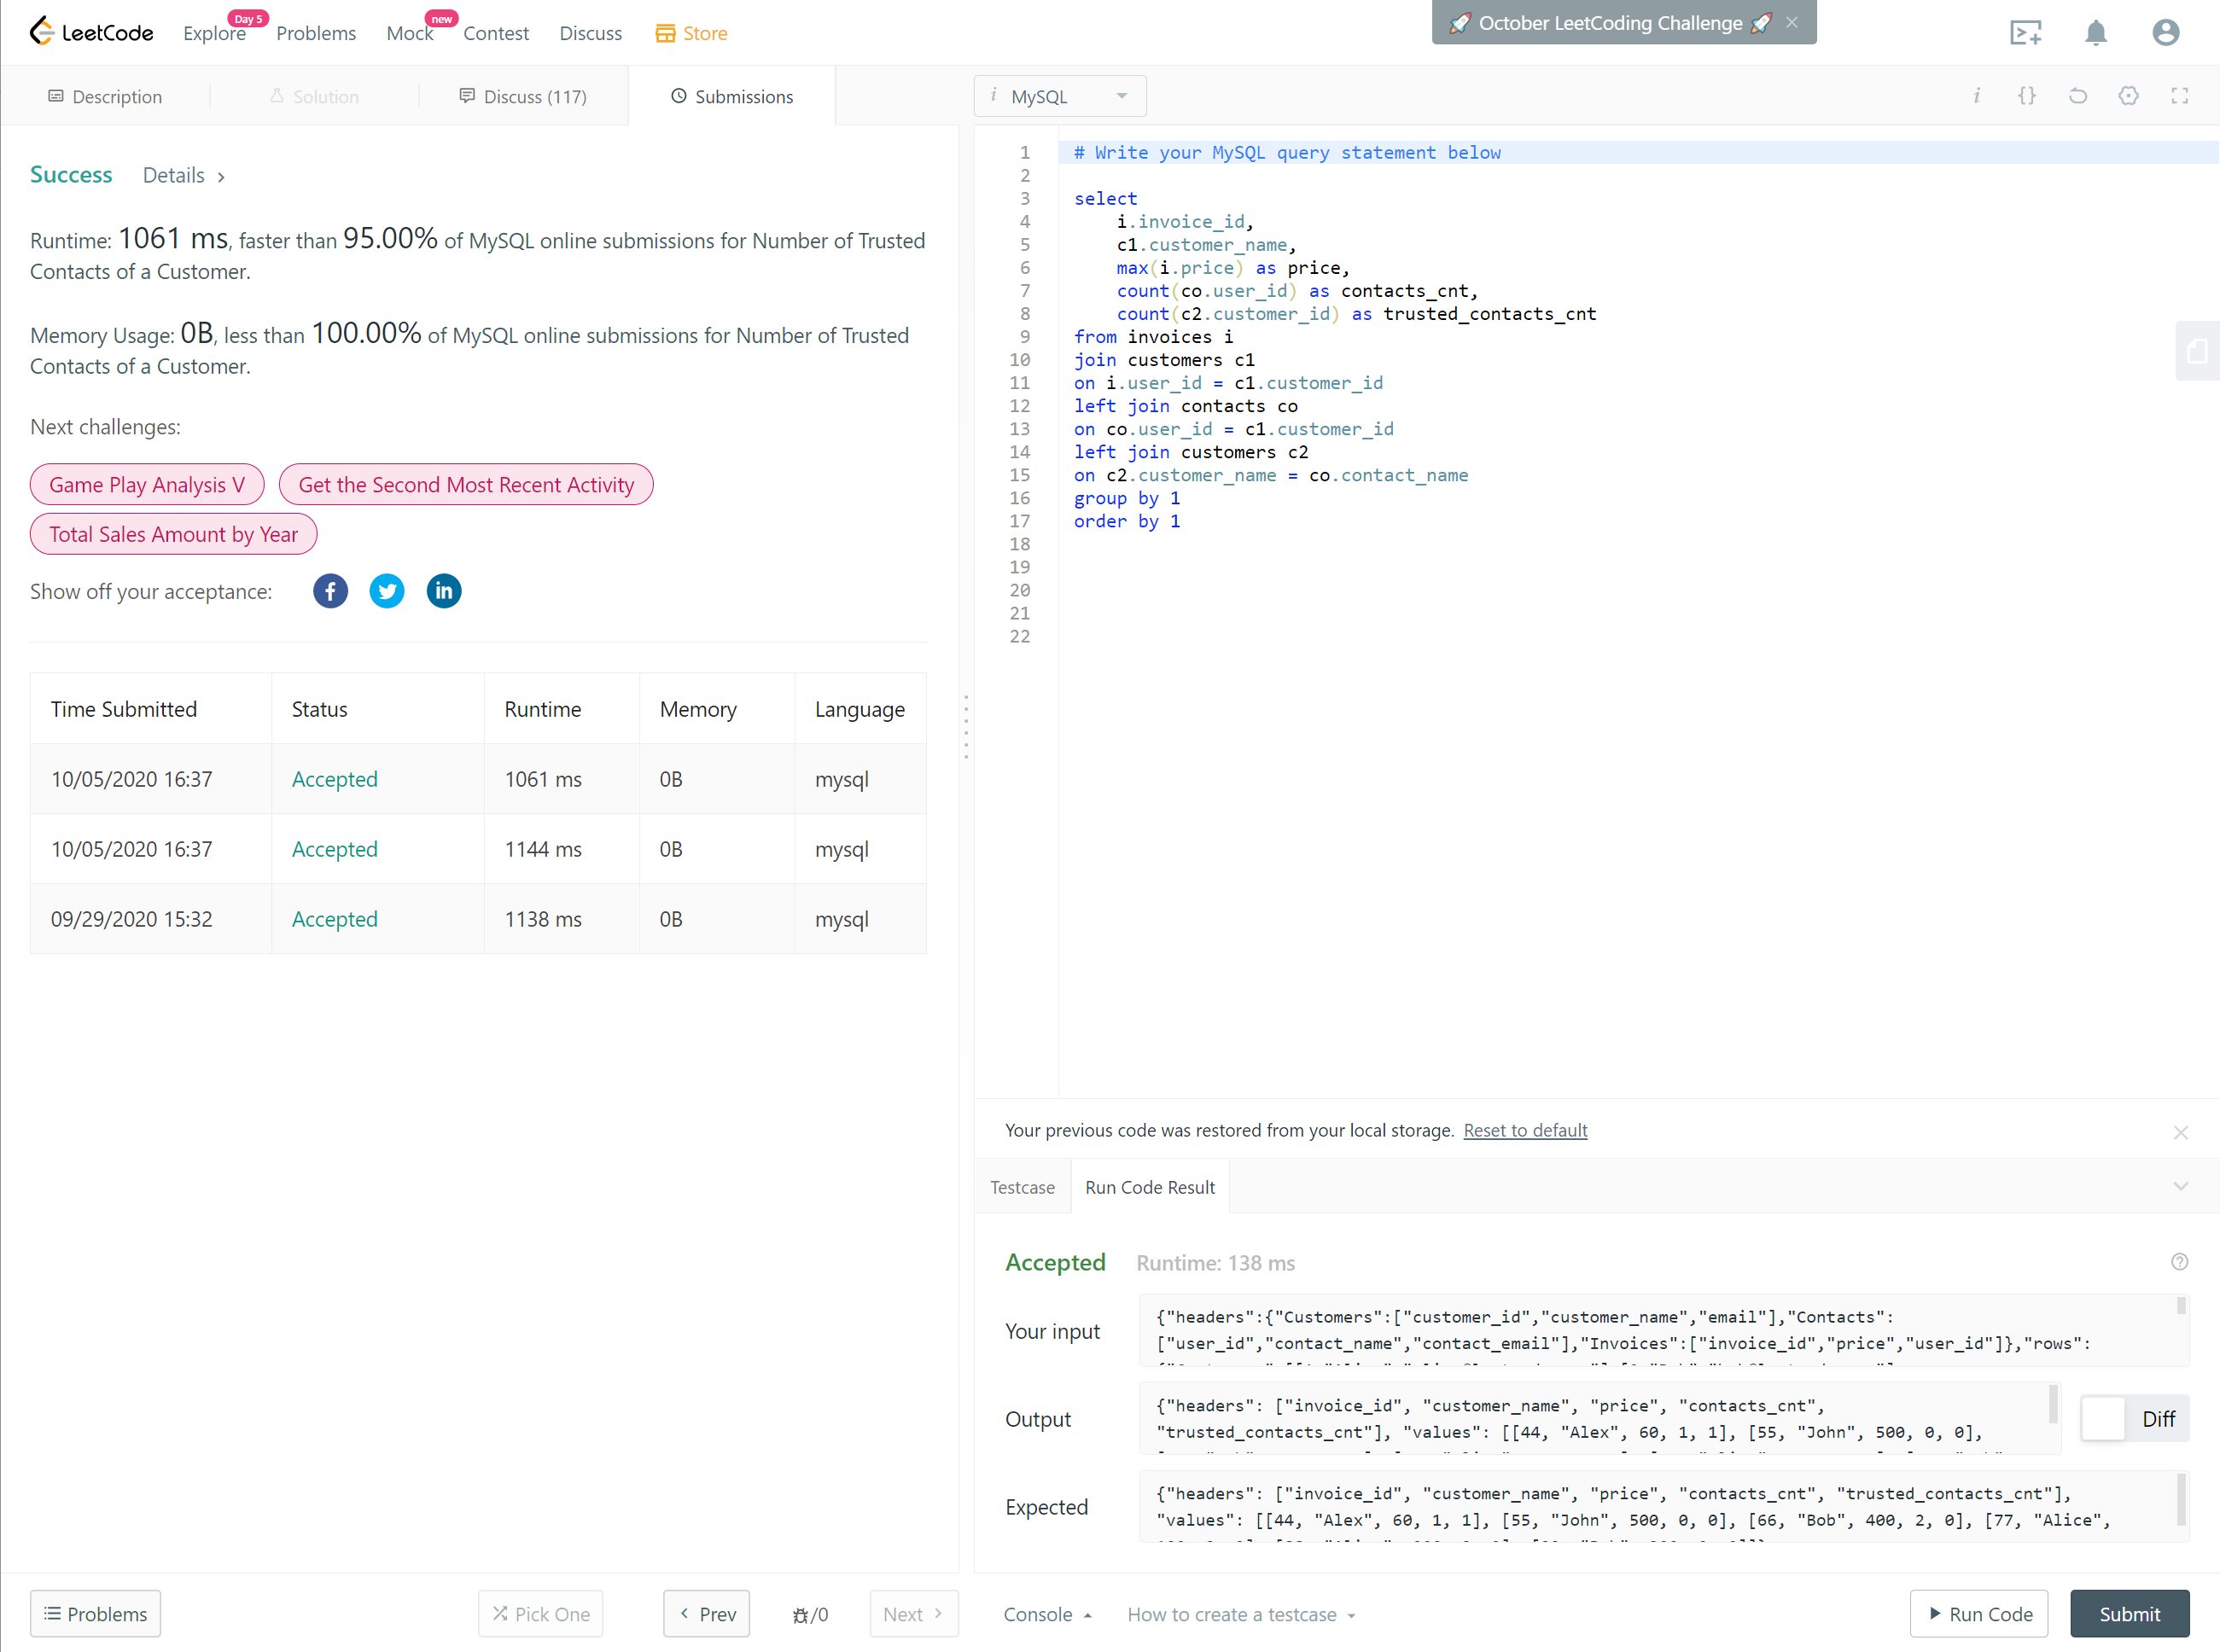 LeetCode
Explore
Day 5
Problems
Mock
new
Contest
Discuss
Store
October LeetCoding Challenge
Description
Solution
Discuss (117)
Submissions
i MySQL
Success Details
Runtime: 1061 ms, faster than 95.00% of MySQL online submissions for Number of Trusted
Contacts of a Customer.
Memory Usage: 0B, less than 100.00% of MySQL online submissions for Number of Trusted
Contacts of a Customer.
Next challenges:
Game Play Analysis V
Get the Second Most Recent Activity
Total Sales Amount by Year
Show off your acceptance:
Time Submitted Status Runtime Memory Language
10/05/2020 16:37 Accepted 1061 ms 0B mysql
10/05/2020 16:37 Accepted 1144 ms 0B mysql
09/29/2020 15:32 Accepted 1138 ms 0B mysql
1 # Write your MySQL query statement below
2
3 select
4 i.invoice_id,
5 c1.customer_name,
6 max(i.price) as price,
7 count(co.user_id) as contacts_cnt,
8 count(c2.customer_id) as trusted_contacts_cnt
9 from invoices i
10 join customers c1
11 on i.user_id = c1.customer_id
12 left join contacts co
13 on co.user_id = c1.customer_id
14 left join customers c2
15 on c2.customer_name = co.contact_name
16 group by 1
17 order by 1
18
19
20
21
22
Your previous code was restored from your local storage. Reset to default
Testcase
Run Code Result
Accepted Runtime: 138 ms
Your input
{"headers":{"Customers":["customer_id","customer_name","email"],"Contacts":
["user_id","contact_name","contact_email"],"Invoices":["invoice_id","price","user_id"]},"rows":
Output
{"headers": ["invoice_id", "customer_name", "price", "contacts_cnt",
"trusted_contacts_cnt"], "values": [[44, "Alex", 60, 1, 1], [55, "John", 500, 0, 0],
Diff
Expected
{"headers": ["invoice_id", "customer_name", "price", "contacts_cnt", "trusted_contacts_cnt"],
"values": [[44, "Alex", 60, 1, 1], [55, "John", 500, 0, 0], [66, "Bob", 400, 2, 0], [77, "Alice",
Problems
Pick One
Prev
/0
Next
Console
How to create a testcase
Run Code
Submit